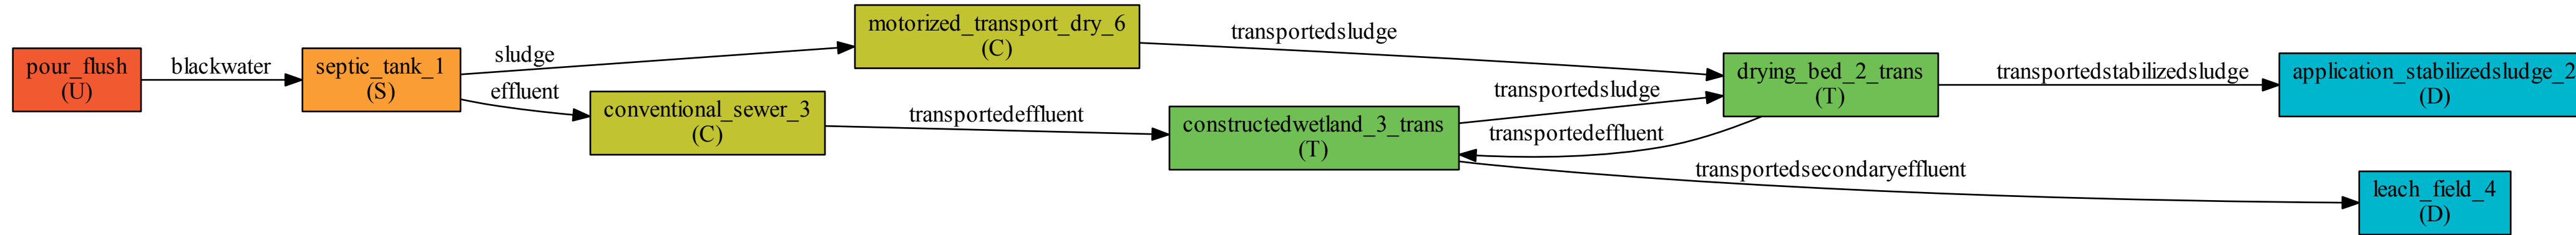 pour_flush
(U)
blackwater
septic_tank_1
(S)
sludge
effluent
motorized_transport_dry_6
(C)
conventional_sewer_3
(C)
transportedsludge
transportedeffluent
constructedwetland_3_trans
(T)
transportedsludge
transportedeffluent
drying_bed_2_trans
(T)
transportedstabilizedsludge
transportedsecondaryeffluent
application_stabilizedsludge_2
(D)
leach_field_4
(D)